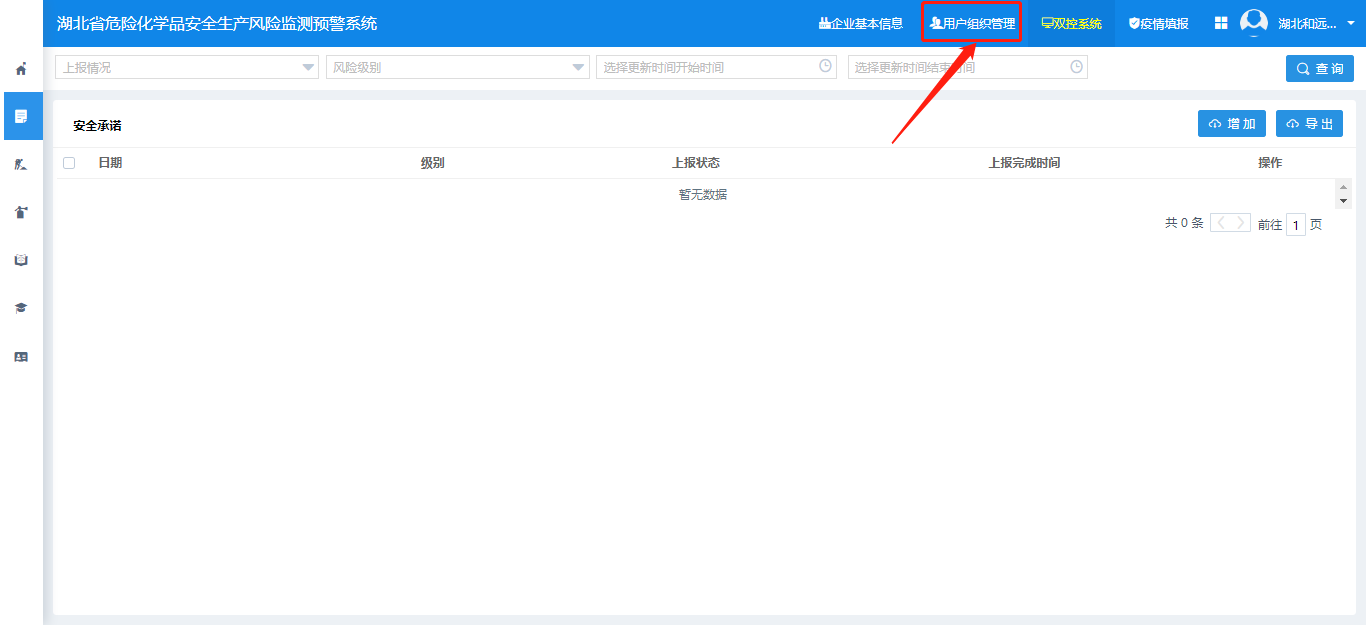 湖北省危险化学品安全生产风险监测预警系统 企业基本信息 用户组织管理 双控系统 疫情填报 湖北和远...
上报情况 风险级别 选择更新时间开始时间 选择更新时间结束时间 查 询
安全承诺 增 加 导 出
日期 级别 上报状态 上报完成时间 操作
暂无数据
共 0 条 前往 1 页